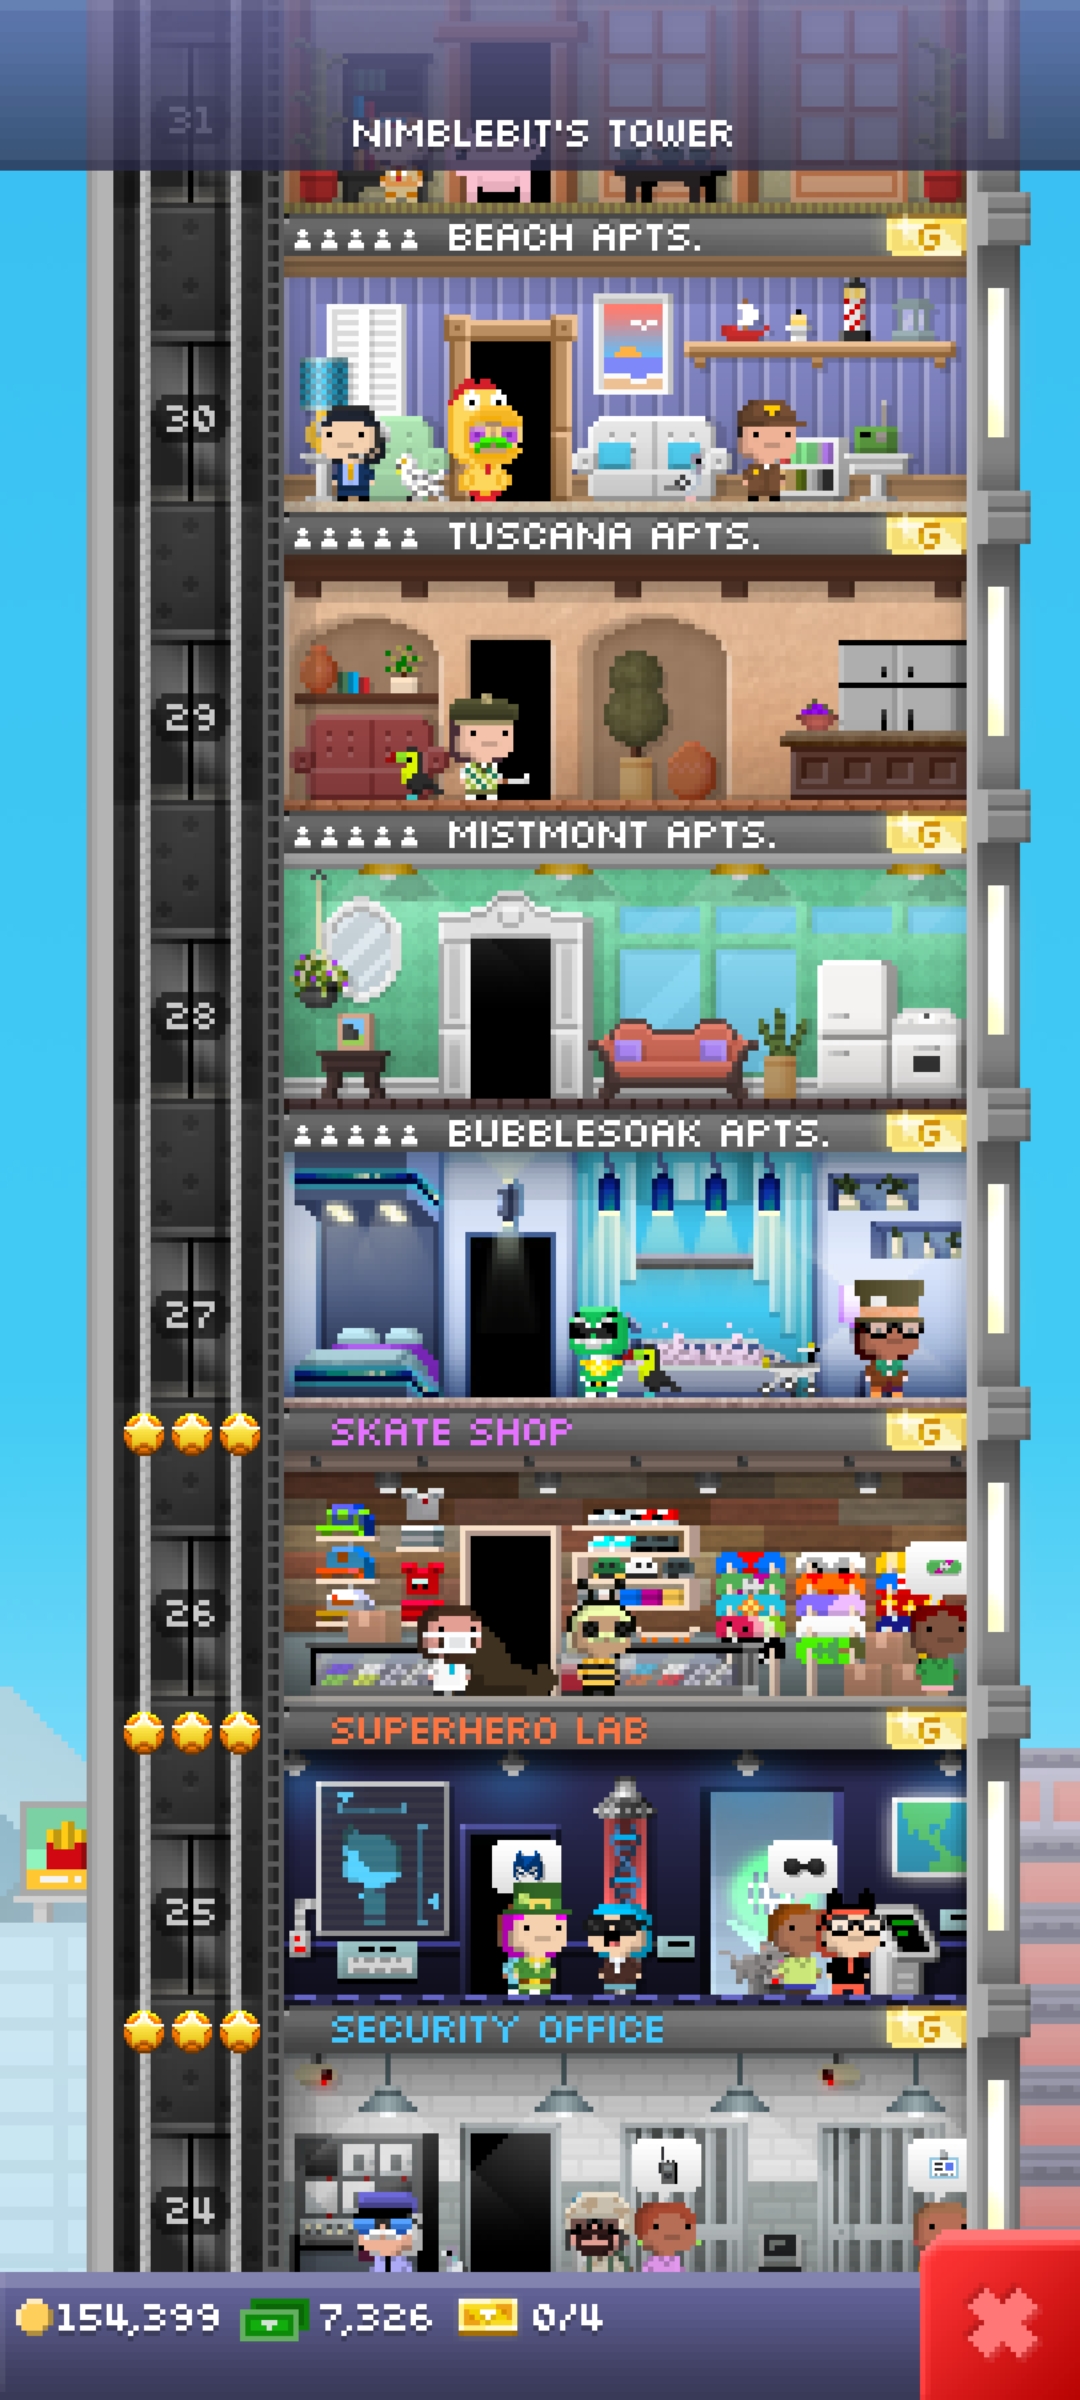 31
NIMBLEBIT'S TOWER
BEACH APTS.
G
30
TUSCANA APTS.
G
29
MISTMONT APTS.
G
28
BUBBLESOAK APTS.
G
27
SKATE SHOP
G
26
SUPERHERO LAB
G
25
SECURITY OFFICE
G
24
154,399 7,326 0/4